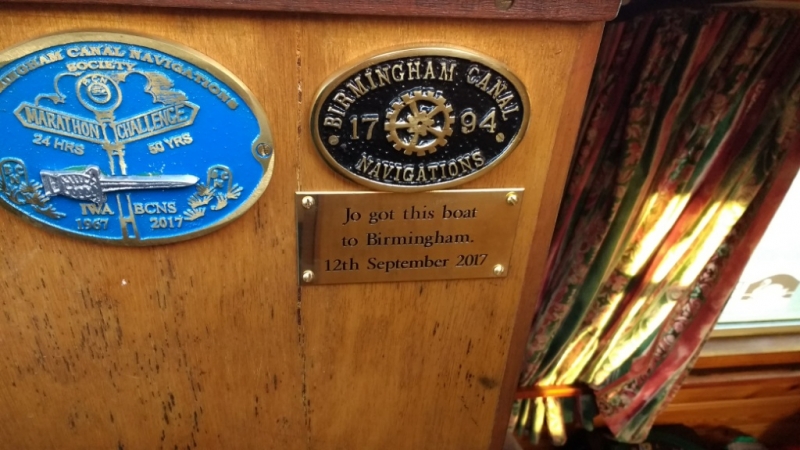 INGHAM CANAL NAVIGATIONS
SOCIETY
BCN
MARATHON CHALLENGE
24 HRS 50 YRS
IWA BCNS
1967 2017
BIRMINGHAM CANAL
17 94
NAVIGATIONS
Jo got this boat
to Birmingham,
12th September 2017